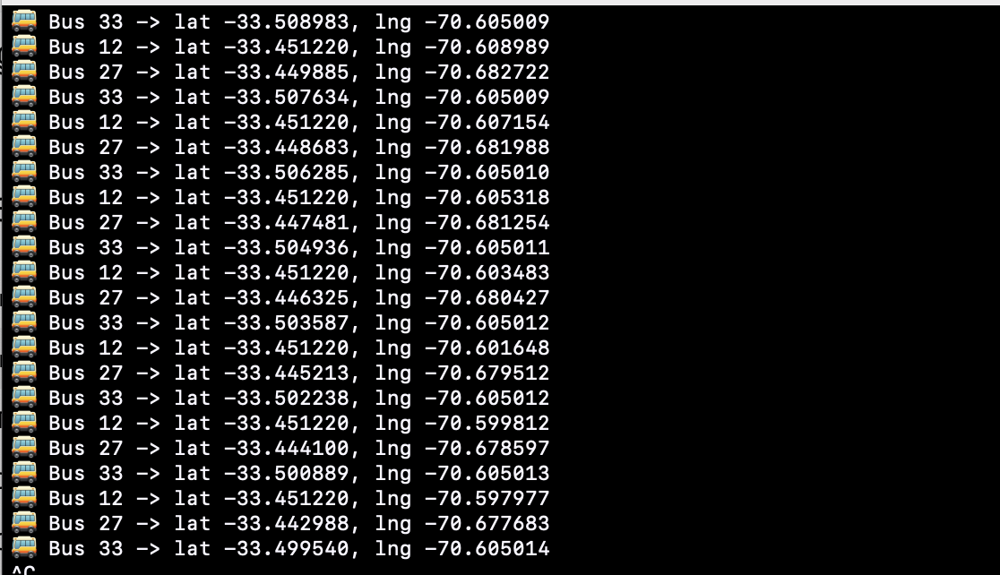 🚌 Bus 33 -> lat -33.508983, lng -70.605009
🚌 Bus 12 -> lat -33.451220, lng -70.608989
🚌 Bus 27 -> lat -33.449885, lng -70.682722
🚌 Bus 33 -> lat -33.507634, lng -70.605009
🚌 Bus 12 -> lat -33.451220, lng -70.607154
🚌 Bus 27 -> lat -33.448683, lng -70.681988
🚌 Bus 33 -> lat -33.506285, lng -70.605010
🚌 Bus 12 -> lat -33.451220, lng -70.605318
🚌 Bus 27 -> lat -33.447481, lng -70.681254
🚌 Bus 33 -> lat -33.504936, lng -70.605011
🚌 Bus 12 -> lat -33.451220, lng -70.603483
🚌 Bus 27 -> lat -33.446325, lng -70.680427
🚌 Bus 33 -> lat -33.503587, lng -70.605012
🚌 Bus 12 -> lat -33.451220, lng -70.601648
🚌 Bus 27 -> lat -33.445213, lng -70.679512
🚌 Bus 33 -> lat -33.502238, lng -70.605012
🚌 Bus 12 -> lat -33.451220, lng -70.599812
🚌 Bus 27 -> lat -33.444100, lng -70.678597
🚌 Bus 33 -> lat -33.500889, lng -70.605013
🚌 Bus 12 -> lat -33.451220, lng -70.597977
🚌 Bus 27 -> lat -33.442988, lng -70.677683
🚌 Bus 33 -> lat -33.499540, lng -70.605014
^C